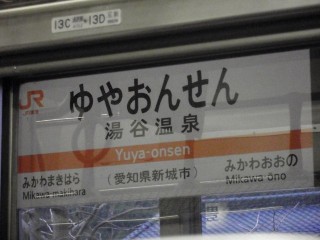 13C 13D
JR
ゆやおんせん
湯谷温泉
Yuya-onsen
みかわまきはら
Mikawa-makihara
(愛知県新城市)
みかわおおの
Mikawa-ōno